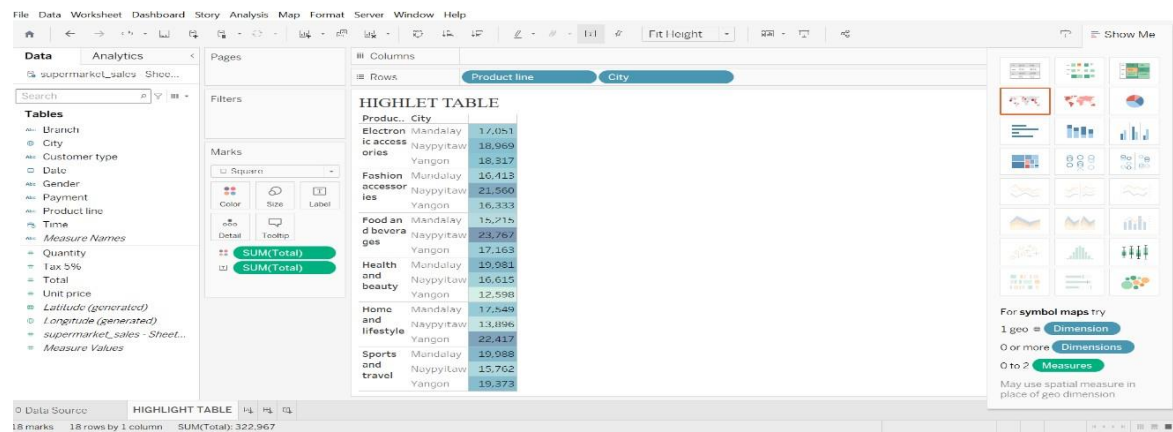 File Data Worksheet Dashboard Story Analysis Map Format Server Window Help
Fit Height
Show Me
Data Analytics
supermarket_sales Shee...
Search
Tables
Abc Branch
City
Abc Customer type
Date
Abc Gender
Abc Payment
Abc Product line
Time
Abc Measure Names
Quantity
Tax 5%
Total
Unit price
Latitude (generated)
Longitude (generated)
supermarket_sales - Sheet...
Measure Values
Pages
Filters
Marks
Square
Color Size Label
Detail Tooltip
SUM(Total)
SUM(Total)
Columns
Rows Product line City
HIGHLET TABLE
Produc.. City
Electron Mandalay 17,051
ic access Naypyitaw 18,969
ories
Yangon 18,317
Fashion Mandalay 16,413
accessor Naypyitaw 21,560
ies
Yangon 16,333
Food an Mandalay 15,215
d bevera Naypyitaw 23,767
ges
Yangon 17,163
Health Mandalay 19,981
and
beauty Naypyitaw 16,615
Yangon 12,598
Home Mandalay 17,549
and
lifestyle Naypyitaw 13,896
Yangon 22,417
Sports Mandalay 19,988
and
travel Naypyitaw 15,762
Yangon 19,373
For symbol maps try
1 geo Dimension
0 or more Dimensions
0 to 2 Measures
May use spatial measure in
place of geo dimension
Data Source HIGHLIGHT TABLE
18 marks 18 rows by 1 column SUM(Total): 322,967